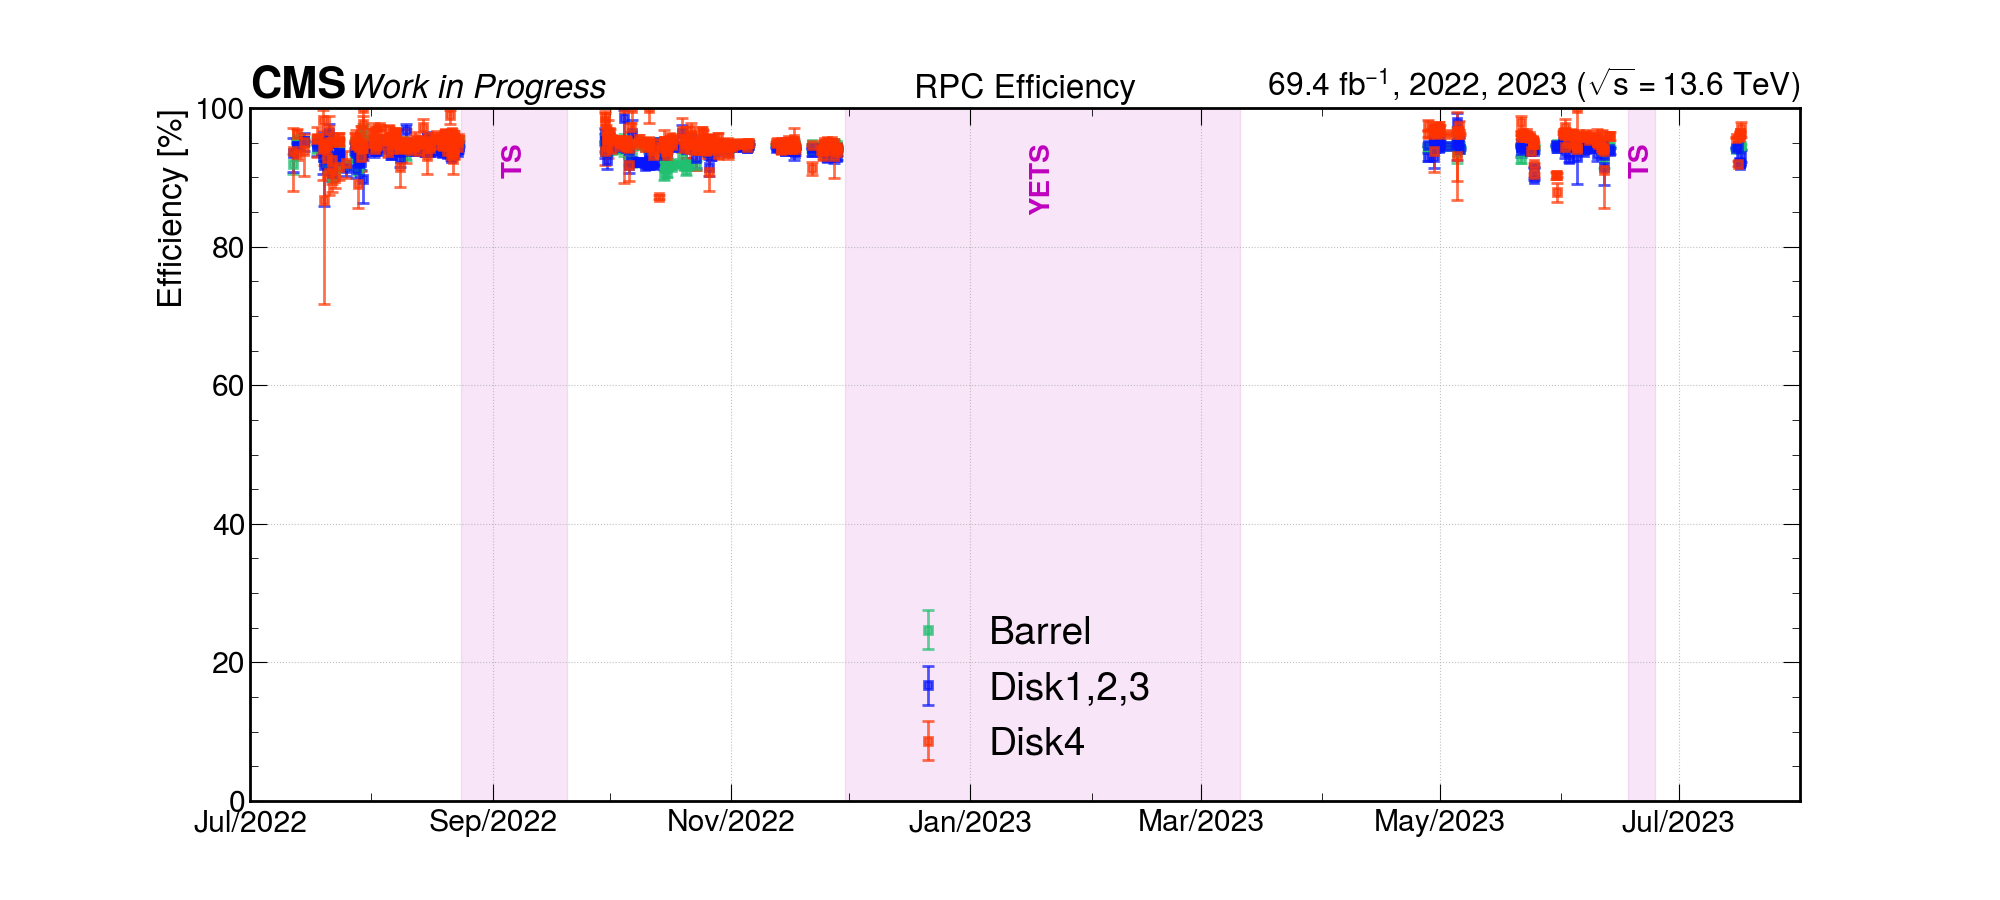 CMS Work in Progress RPC Efficiency 69.4 fb⁻¹, 2022, 2023 (√s = 13.6 TeV)
Efficiency [%]
100
80
60
40
20
0
TS
YETS
TS
Barrel
Disk1,2,3
Disk4
Jul/2022 Sep/2022 Nov/2022 Jan/2023 Mar/2023 May/2023 Jul/2023